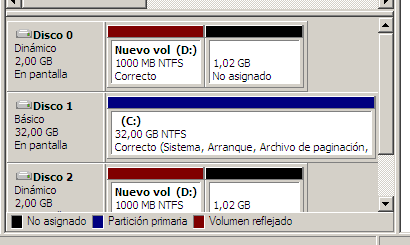 Disco 0
Dinámico
2,00 GB
En pantalla
Nuevo vol (D:)
1000 MB NTFS
Correcto
1,02 GB
No asignado
Disco 1
Básico
32,00 GB
En pantalla
(C:)
32,00 GB NTFS
Correcto (Sistema, Arranque, Archivo de paginación,
Disco 2
Dinámico
2,00 GB
Nuevo vol (D:)
1000 MB NTFS
1,02 GB
No asignado Partición primaria Volumen reflejado